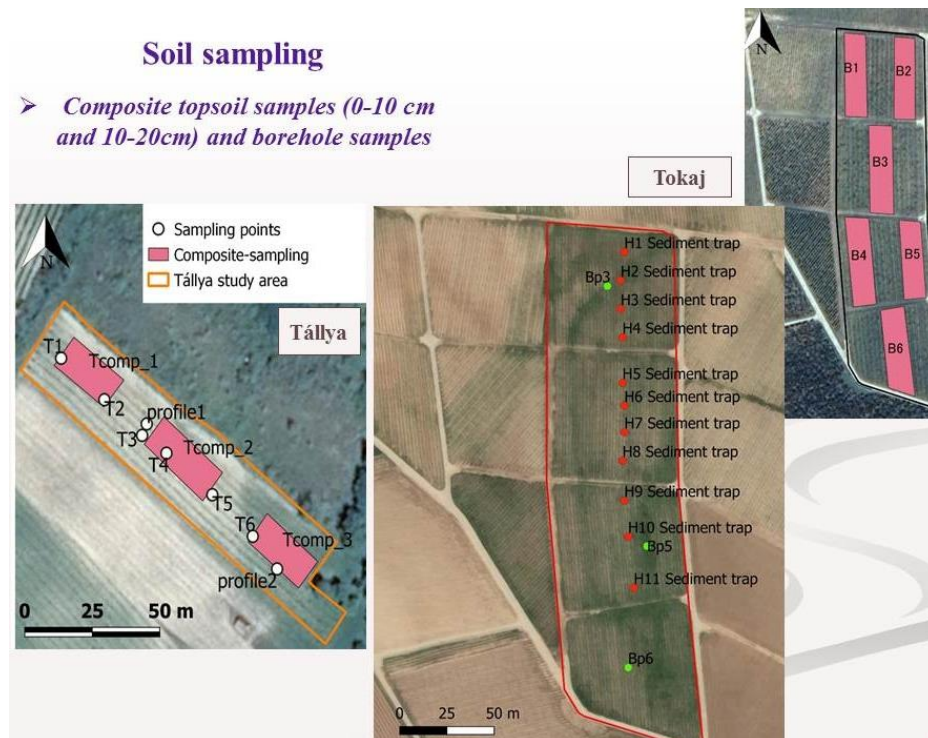 Soil sampling
➢ Composite topsoil samples (0-10 cm
and 10-20cm) and borehole samples
N
B1
B2
B3
B4
B5
B6
Tokaj
Sampling points
Composite-sampling
Tállya study area
N
Tállya
T1
Tcomp_1
T2
profile1
T3
Tcomp_2
T4
T5
T6
Tcomp_3
profile2
0 25 50 m
H1 Sediment trap
H2 Sediment trap
Bp3
H3 Sediment trap
H4 Sediment trap
H5 Sediment trap
H6 Sediment trap
H7 Sediment trap
H8 Sediment trap
H9 Sediment trap
H10 Sediment trap
Bp5
H11 Sediment trap
Bp6
0 25 50 m